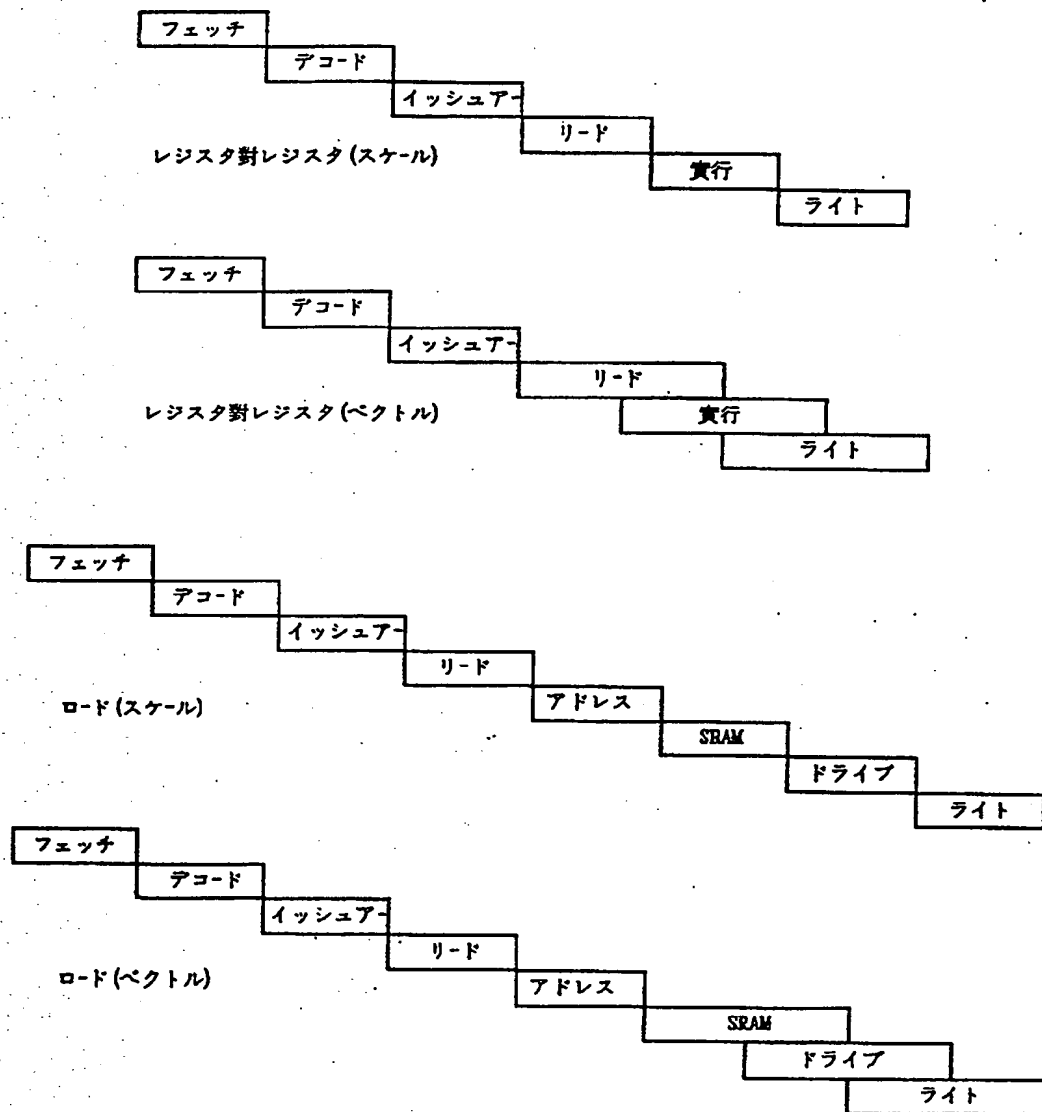 フェッチ
デコード
イッシュアー
リード
レジスタ對レジスタ(スケール)
實行
ライト
フェッチ
デコード
イッシュアー
リード
レジスタ對レジスタ(ベクトル)
實行
ライト
フェッチ
デコード
イッシュアー
リード
アドレス
ロード(スケール)
SRAM
ドライブ
ライト
フェッチ
デコード
イッシュアー
リード
ロード(ベクトル)
アドレス
SRAM
ドライブ
ライト